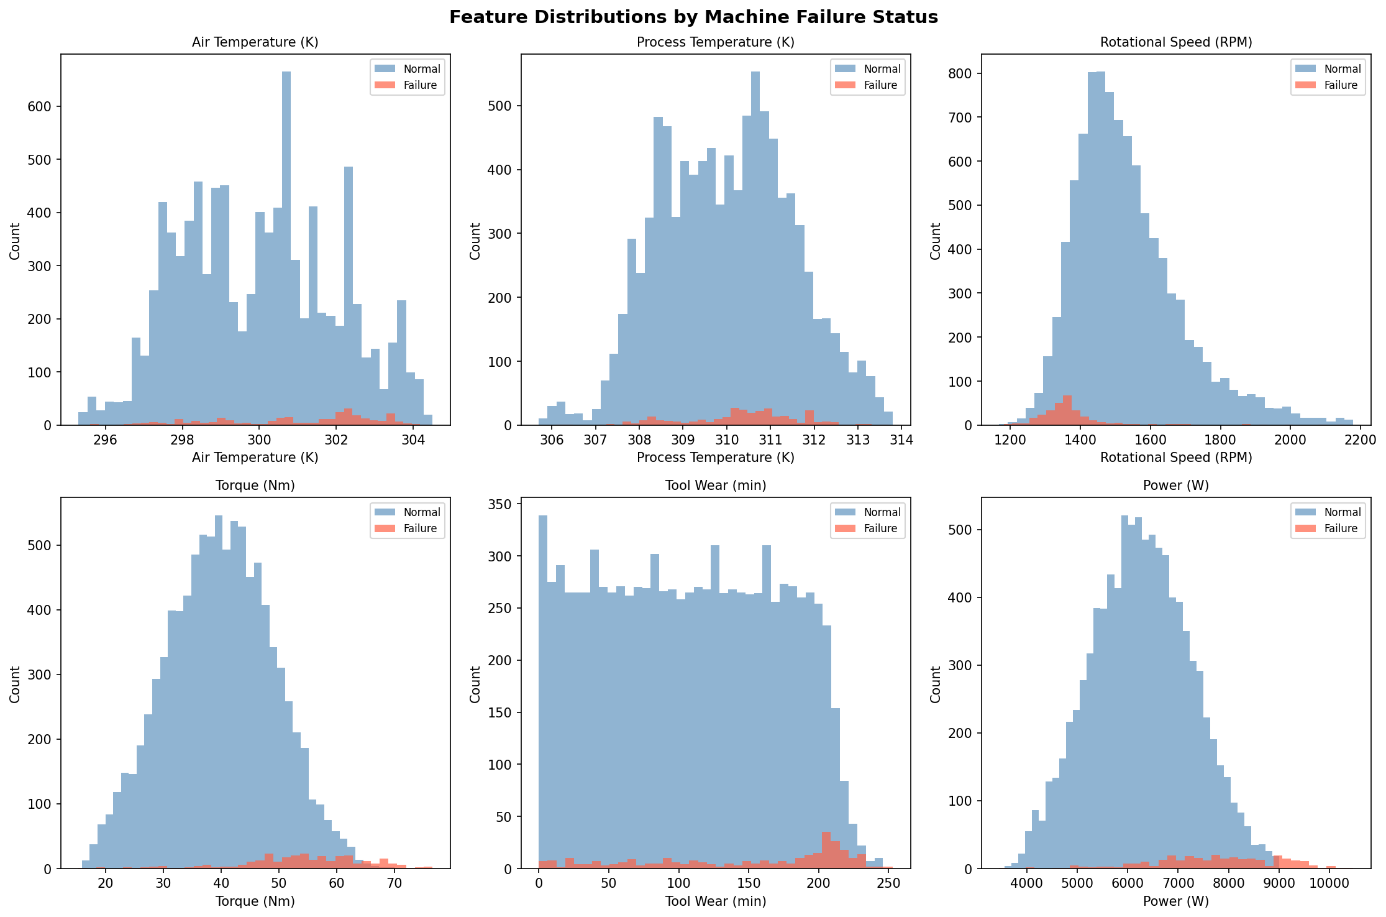 Feature Distributions by Machine Failure Status
Air Temperature (K)
Normal
Failure
Count
600
500
400
300
200
100
0
296
298
300
302
304
Air Temperature (K)
Process Temperature (K)
Normal
Failure
Count
500
400
300
200
100
0
306
307
308
309
310
311
312
313
314
Process Temperature (K)
Rotational Speed (RPM)
Normal
Failure
Count
800
700
600
500
400
300
200
100
0
1200
1400
1600
1800
2000
2200
Rotational Speed (RPM)
Torque (Nm)
Normal
Failure
Count
500
400
300
200
100
0
20
30
40
50
60
70
Torque (Nm)
Tool Wear (min)
Normal
Failure
Count
350
300
250
200
150
100
50
0
0
50
100
150
200
250
Tool Wear (min)
Power (W)
Normal
Failure
Count
500
400
300
200
100
0
4000
5000
6000
7000
8000
9000
10000
Power (W)